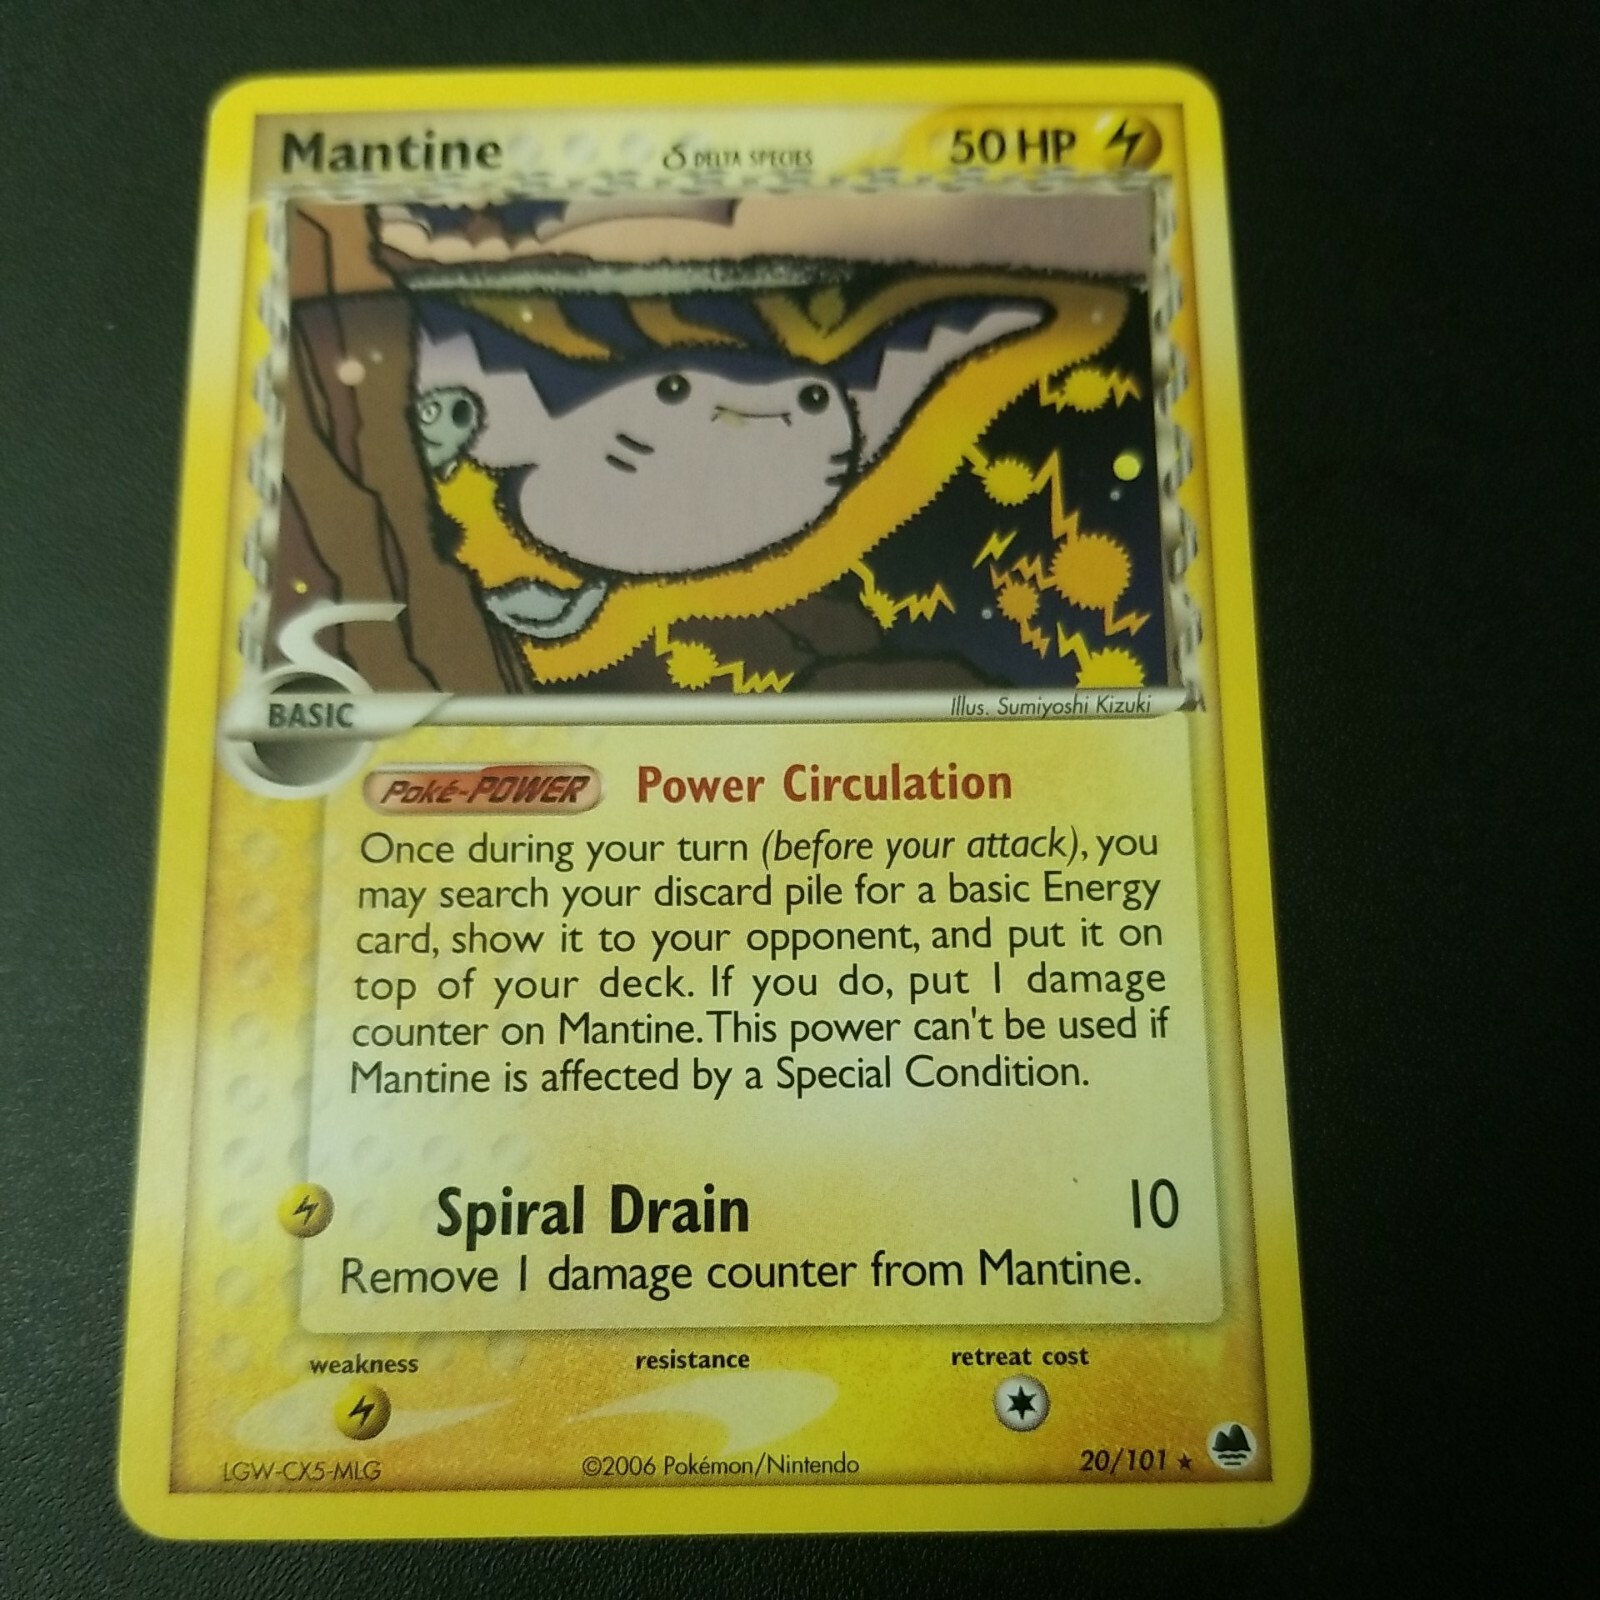 Mantine δ DELTA SPECIES 50 HP
BASIC
Illus. Sumiyoshi Kizuki
Poké-POWER Power Circulation
Once during your turn (before your attack), you
may search your discard pile for a basic Energy
card, show it to your opponent, and put it on
top of your deck. If you do, put 1 damage
counter on Mantine. This power can't be used if
Mantine is affected by a Special Condition.
Spiral Drain 10
Remove 1 damage counter from Mantine.
weakness resistance retreat cost
LGW-CX5-MLG ©2006 Pokémon/Nintendo 20/101 ★